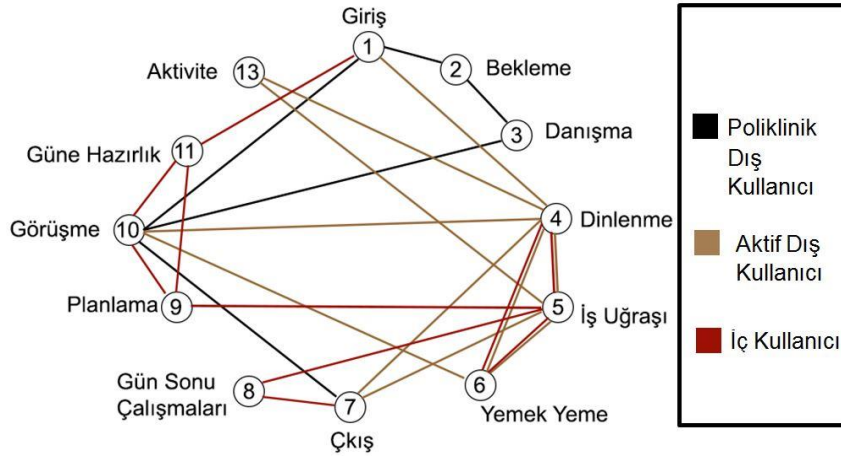 Giriş
1
Aktivite
13
2
Bekleme
3
Danışma
Güne Hazırlık
11
Görüşme
10
4
Dinlenme
Planlama
9
5
İş Uğraşı
Gün Sonu
Çalışmaları
8
7
Çkış
6
Yemek Yeme
Poliklinik
Dış
Kullanıcı
Aktif Dış
Kullanıcı
İç Kullanıcı